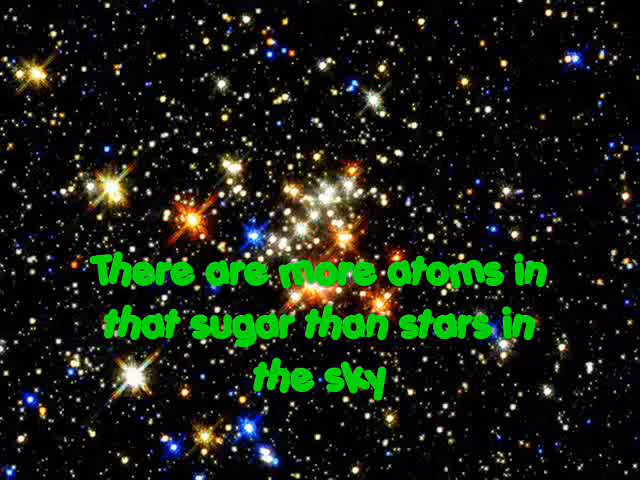 There are more atoms in
that sugar than stars in
the sky